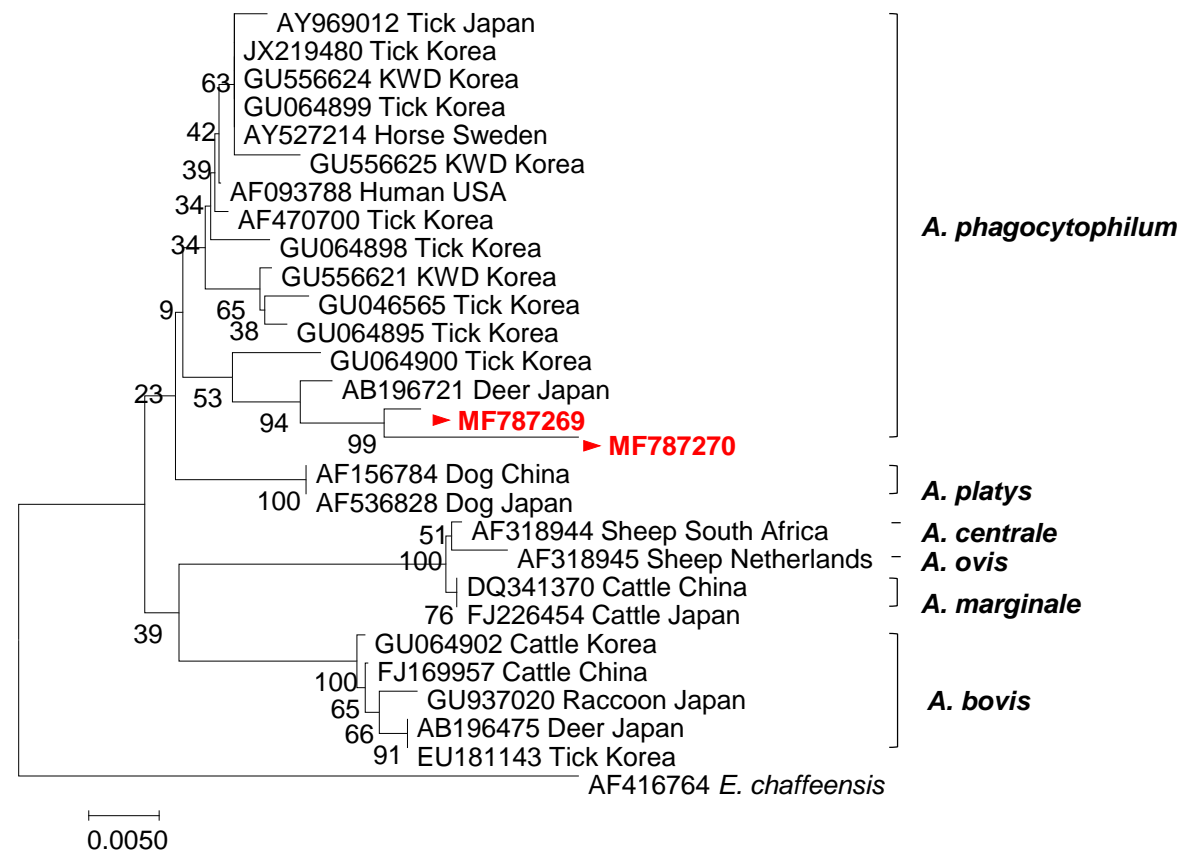 AY969012 Tick Japan
JX219480 Tick Korea
63
GU556624 KWD Korea
GU064899 Tick Korea
42
AY527214 Horse Sweden
GU556625 KWD Korea
39
AF093788 Human USA
34
AF470700 Tick Korea
A. phagocytophilum
34
GU064898 Tick Korea
GU556621 KWD Korea
9
65
GU046565 Tick Korea
38
GU064895 Tick Korea
GU064900 Tick Korea
23
53
AB196721 Deer Japan
94
MF787269
99
MF787270
AF156784 Dog China
A. platys
100
AF536828 Dog Japan
51
AF318944 Sheep South Africa
A. centrale
100
AF318945 Sheep Netherlands
A. ovis
DQ341370 Cattle China
A. marginale
76
FJ226454 Cattle Japan
39
GU064902 Cattle Korea
FJ169957 Cattle China
100
GU937020 Raccoon Japan
A. bovis
65
AB196475 Deer Japan
66
91
EU181143 Tick Korea
AF416764 E. chaffeensis
0.0050